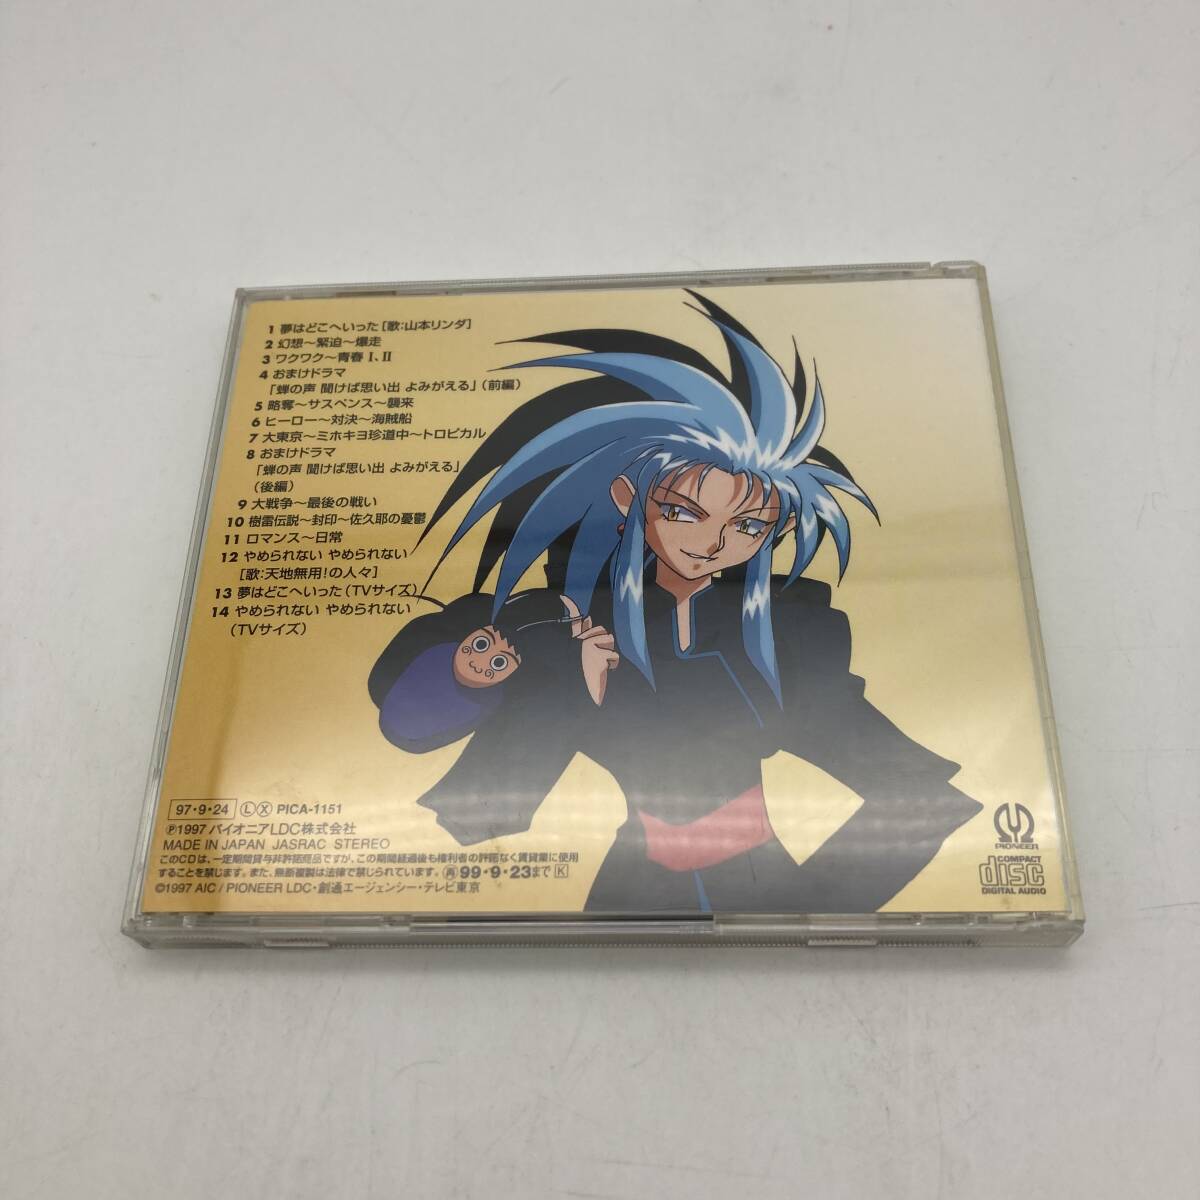 1 夢はどこへいった[歌:山本リンダ]
2 幻想〜緊迫〜爆走
3 ワクワク〜青春Ⅰ、Ⅱ
4 おまけドラマ
「蝉の声 聞けば思い出 よみがえる」(前編)
5 略奪〜サスペンス〜襲来
6 ヒーロー〜対決〜海賊船
7 大東京〜ミホキヨ珍道中〜トロピカル
8 おまけドラマ
「蝉の声 聞けば思い出 よみがえる」
(後編)
9 大戦争〜最後の戦い
10 樹雷伝説〜封印〜佐久耶の憂鬱
11 ロマンス〜日常
12 やめられない やめられない
[歌:天地無用!の人々]
13 夢はどこへいった(TVサイズ)
14 やめられない やめられない
(TVサイズ)
97・9・24 Ⓛ Ⓧ PICA-1151
Ⓟ1997 パイオニアLDC株式会社
MADE IN JAPAN JASRAC STEREO
このCDは、一定期間貸与非許諾商品ですが、この期間経過後も権利者の許諾なく賃貸業に使用
することを禁じます。また、無断複製は法律で禁じられています。 ㊢99・9・23まで K
©1997 AIC / PIONEER LDC・創通エージェンシー・テレビ東京
PIONEER
COMPACT
disc
DIGITAL AUDIO